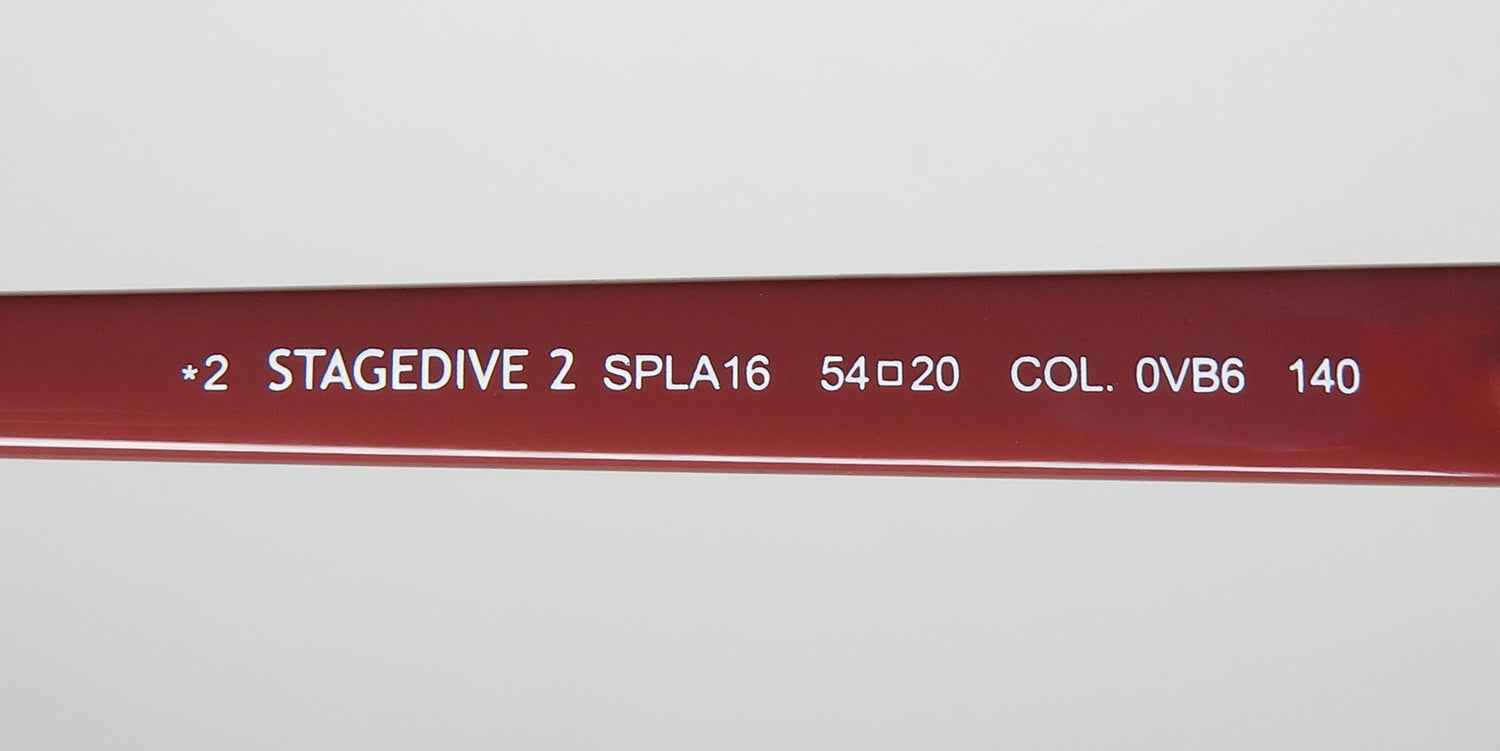 *2 STAGEDIVE 2 SPLA16 54□20 COL. 0VB6 140